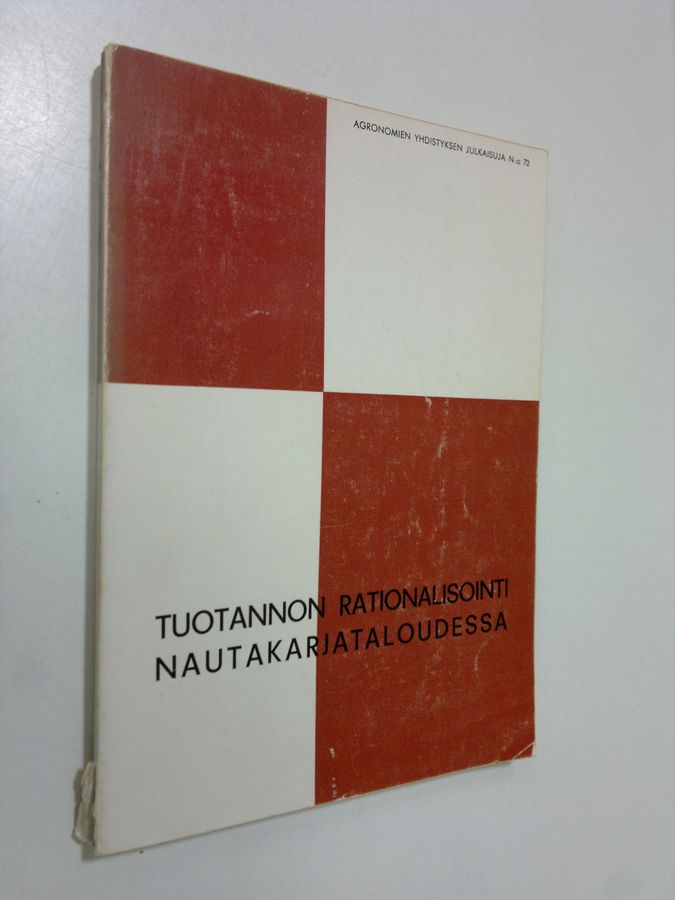 AGRONOMIEN YHDISTYKSEN JULKAISUJA N:o 72
TUOTANNON RATIONALISOINTI
NAUTAKARJATALOUDESSA